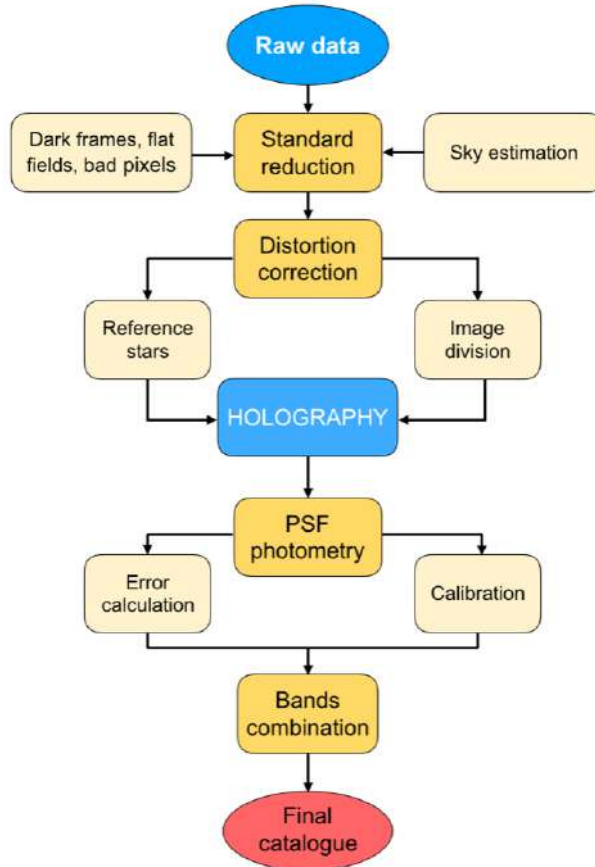 Raw data
Dark frames, flat
fields, bad pixels
Standard
reduction
Sky estimation
Distortion
correction
Reference
stars
Image
division
HOLOGRAPHY
PSF
photometry
Error
calculation
Calibration
Bands
combination
Final
catalogue